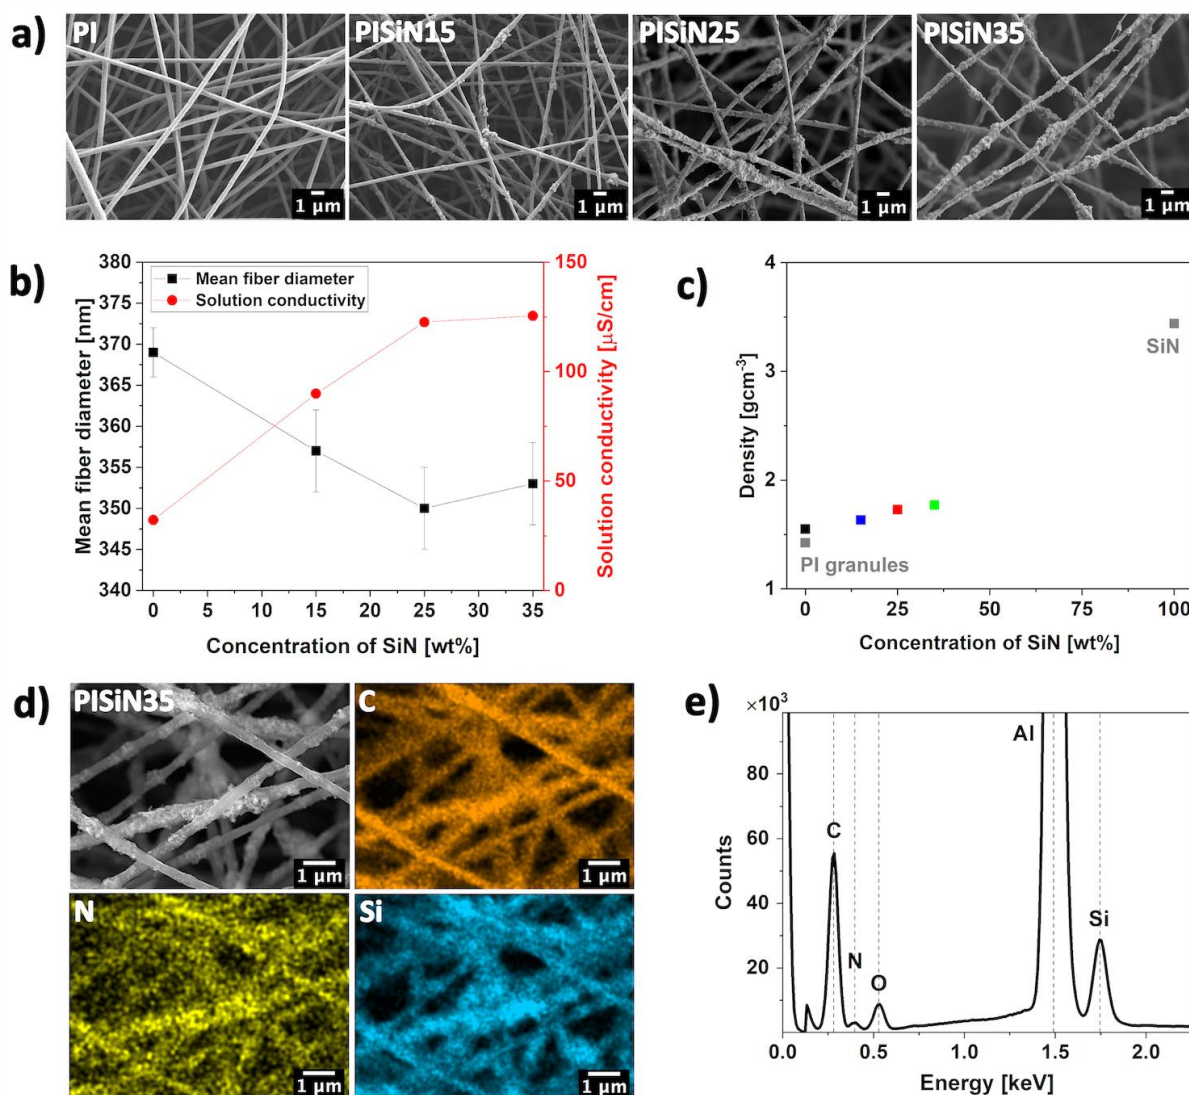 a)
PI
PISiN15
PISiN25
PISiN35
1 µm
1 µm
1 µm
1 µm
b)
Mean fiber diameter
Solution conductivity
380
375
370
365
360
355
350
345
340
150
100
50
0
0 5 10 15 20 25 30 35
Mean fiber diameter [nm]
Solution conductivity [µS/cm]
Concentration of SiN [wt%]
c)
4
3
2
1
SiN
PI granules
0 25 50 75 100
Density [gcm⁻³]
Concentration of SiN [wt%]
d)
PISiN35
C
1 µm
1 µm
N
Si
1 µm
1 µm
e)
×10³
80
60
40
20
Al
C
N
O
Si
0.0 0.5 1.0 1.5 2.0
Counts
Energy [keV]